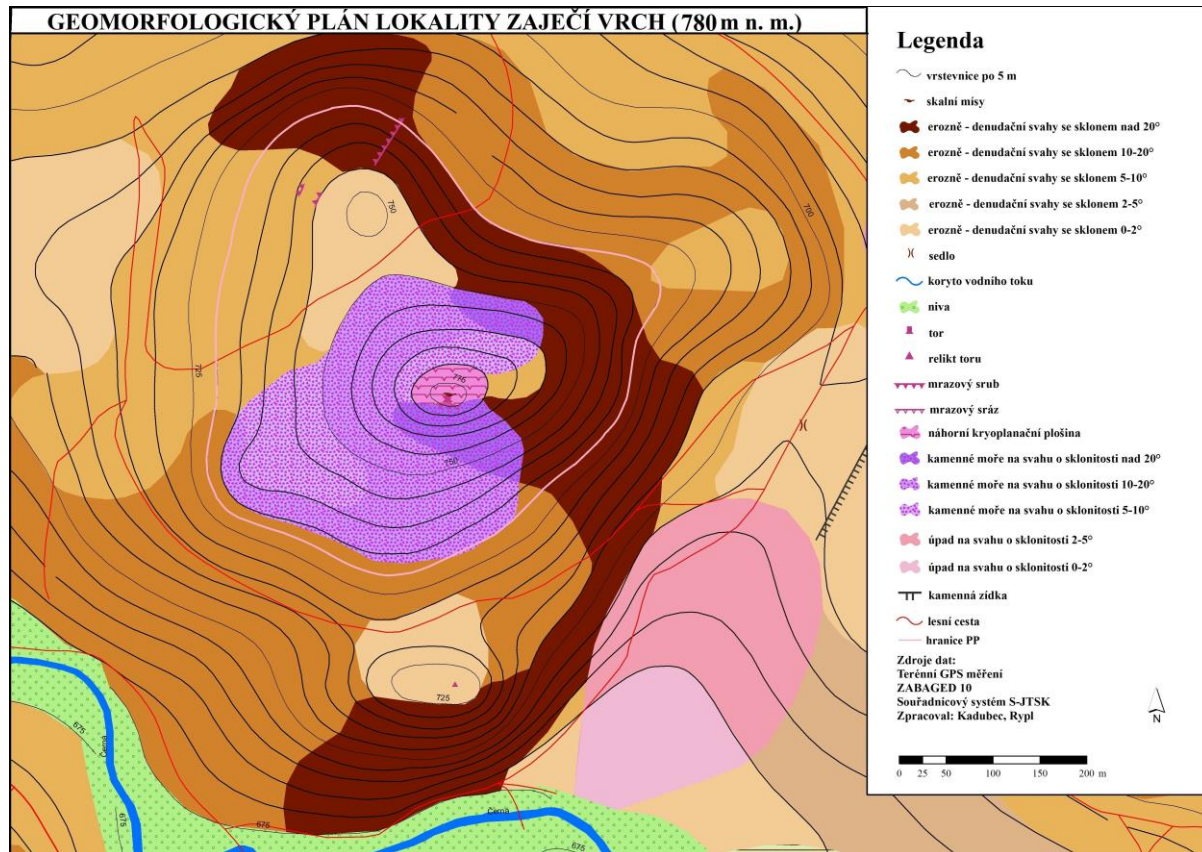 GEOMORFOLOGICKÝ PLÁN LOKALITY ZAJEČÍ VRCH (780 m n. m.)
Legenda
vrstevnice po 5 m
skalní mísy
erozně - denudační svahy se sklonem nad 20°
erozně - denudační svahy se sklonem 10-20°
erozně - denudační svahy se sklonem 5-10°
erozně - denudační svahy se sklonem 2-5°
erozně - denudační svahy se sklonem 0-2°
sedlo
koryto vodního toku
niva
tor
relikt toru
mrazový srub
mrazový sráz
náhorní kryoplanační plošina
kamenné moře na svahu o sklonitosti nad 20°
kamenné moře na svahu o sklonitosti 10-20°
kamenné moře na svahu o sklonitosti 5-10°
úpad na svahu o sklonitosti 2-5°
úpad na svahu o sklonitosti 0-2°
kamenná zídka
lesní cesta
hranice PP
Zdroje dat:
Terénní GPS měření
ZABAGED 10
Souřadnicový systém S-JTSK
Zpracoval: Kadubec, Rypl
N
0 25 50 100 150 200 m
750
700
725
775
750
725
675
Černá
675
675
Černá
675